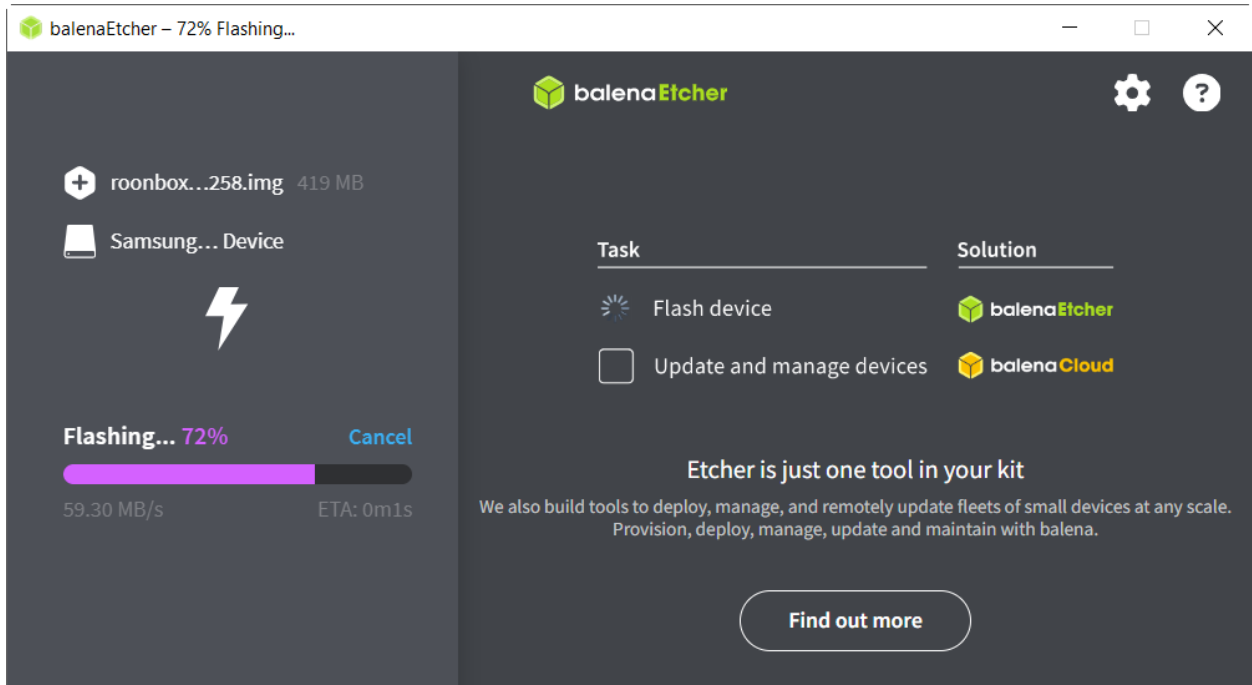 balenaEtcher – 72% Flashing...
balenaEtcher
?
roonbox...258.img 419 MB
Samsung... Device
Task Solution
Flash device balenaEtcher
Update and manage devices balenaCloud
Flashing... 72% Cancel
59.30 MB/s ETA: 0m1s
Etcher is just one tool in your kit
We also build tools to deploy, manage, and remotely update fleets of small devices at any scale.
Provision, deploy, manage, update and maintain with balena.
Find out more